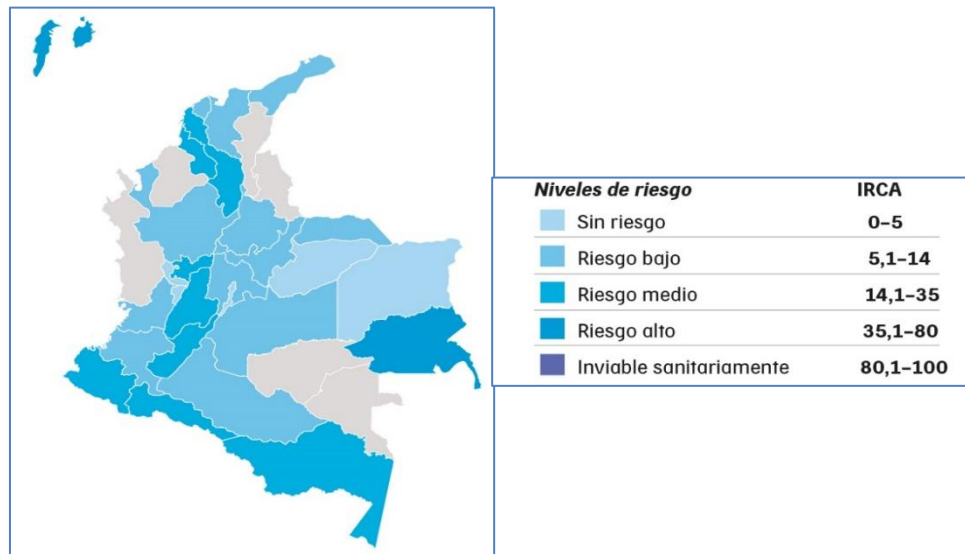 Niveles de riesgo IRCA
Sin riesgo 0–5
Riesgo bajo 5,1–14
Riesgo medio 14,1–35
Riesgo alto 35,1–80
Inviable sanitariamente 80,1–100